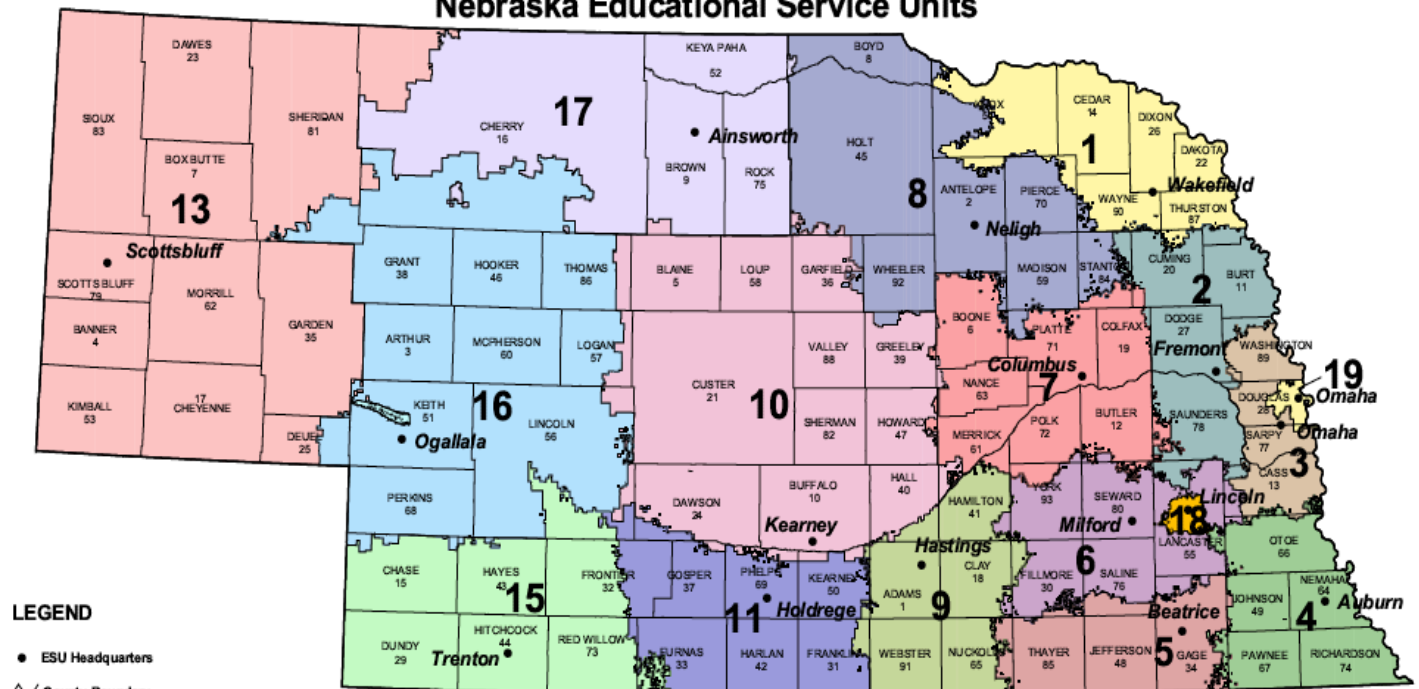 Nebraska Educational Service Units
DAWES
23
SIOUX
83
SHERIDAN
81
BOXBUTTE
7
13
Scottsbluff
SCOTTS BLUFF
79
MORRILL
62
BANNER
4
GARDEN
35
KIMBALL
53
17
CHEYENNE
DEUEL
25
CHERRY
16
17
KEYA PAHA
52
Ainsworth
BROWN
9
ROCK
75
BOYD
8
HOLT
45
8
ANTELOPE
2
PIERCE
70
Neligh
WHEELER
92
MADISON
59
STANTON
84
CEDAR
14
DIXON
26
1
DAKOTA
22
Wakefield
WAYNE
90
THURSTON
87
GRANT
38
HOOKER
46
THOMAS
86
ARTHUR
3
MCPHERSON
60
LOGAN
57
KEITH
51
16
LINCOLN
56
Ogallala
PERKINS
68
BLAINE
5
LOUP
58
GARFIELD
36
CUSTER
21
VALLEY
88
GREELEY
39
10
SHERMAN
82
HOWARD
47
DAWSON
24
BUFFALO
10
HALL
40
Kearney
BOONE
6
PLATTE
71
COLFAX
19
Columbus
NANCE
63
7
MERRICK
61
POLK
72
BUTLER
12
CUMING
20
BURT
11
2
DODGE
27
Fremont
SAUNDERS
78
WASHINGTON
89
19
DOUGLAS
28
Omaha
SARPY
77
Omaha
3
CASS
13
YORK
93
SEWARD
80
Milford
Lincoln
18
LANCASTER
55
6
FILLMORE
30
SALINE
76
HAMILTON
41
Hastings
CLAY
18
ADAMS
1
9
WEBSTER
91
NUCKOLLS
65
CHASE
15
HAYES
43
15
FRONTIER
32
DUNDY
29
HITCHCOCK
44
Trenton
RED WILLOW
73
GOSPER
37
PHELPS
69
KEARNEY
50
Holdrege
11
FURNAS
33
HARLAN
42
FRANKLIN
31
THAYER
85
JEFFERSON
48
5
Beatrice
GAGE
34
OTOE
66
JOHNSON
49
NEMAHA
64
Auburn
4
PAWNEE
67
RICHARDSON
74
LEGEND
ESU Headquarters